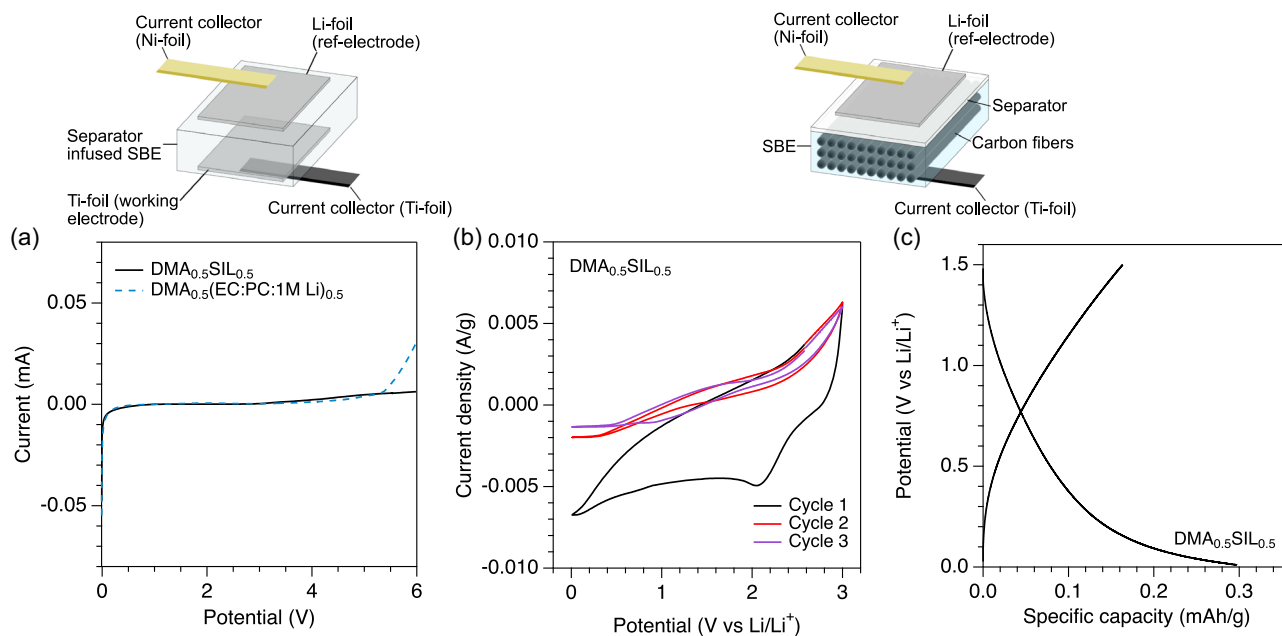 Current collector
(Ni-foil)
Li-foil
(ref-electrode)
Separator
infused SBE
Ti-foil (working
electrode)
Current collector (Ti-foil)
Current collector
(Ni-foil)
Li-foil
(ref-electrode)
Separator
SBE
Carbon fibers
Current collector (Ti-foil)
(a)
DMA0.5SIL0.5
DMA0.5(EC:PC:1M Li)0.5
Current (mA)
0.05
0.00
-0.05
0
2
4
6
Potential (V)
(b)
DMA0.5SIL0.5
Current density (A/g)
0.010
0.005
0.000
-0.005
-0.010
Cycle 1
Cycle 2
Cycle 3
0
1
2
3
Potential (V vs Li/Li+)
(c)
Potential (V vs Li/Li+)
1.5
1.0
0.5
0.0
DMA0.5SIL0.5
0.0
0.1
0.2
0.3
Specific capacity (mAh/g)